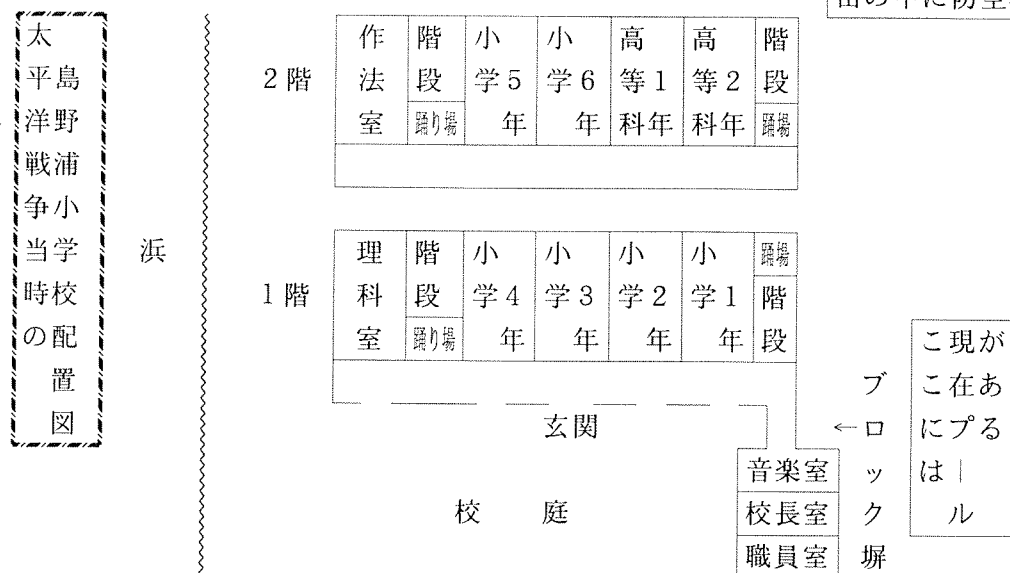 太平洋戦争当時の
島野浦小学校配置図
浜
2階
作法室
階段
踊り場
小学5年
小学6年
高等科1年
高等科2年
階段
踊場
1階
理科室
階段
踊り場
小学4年
小学3年
小学2年
小学1年
踊場
階段
玄関
校庭
音楽室
校長室
職員室
←
ブロック塀
ここには
現在プール
がある